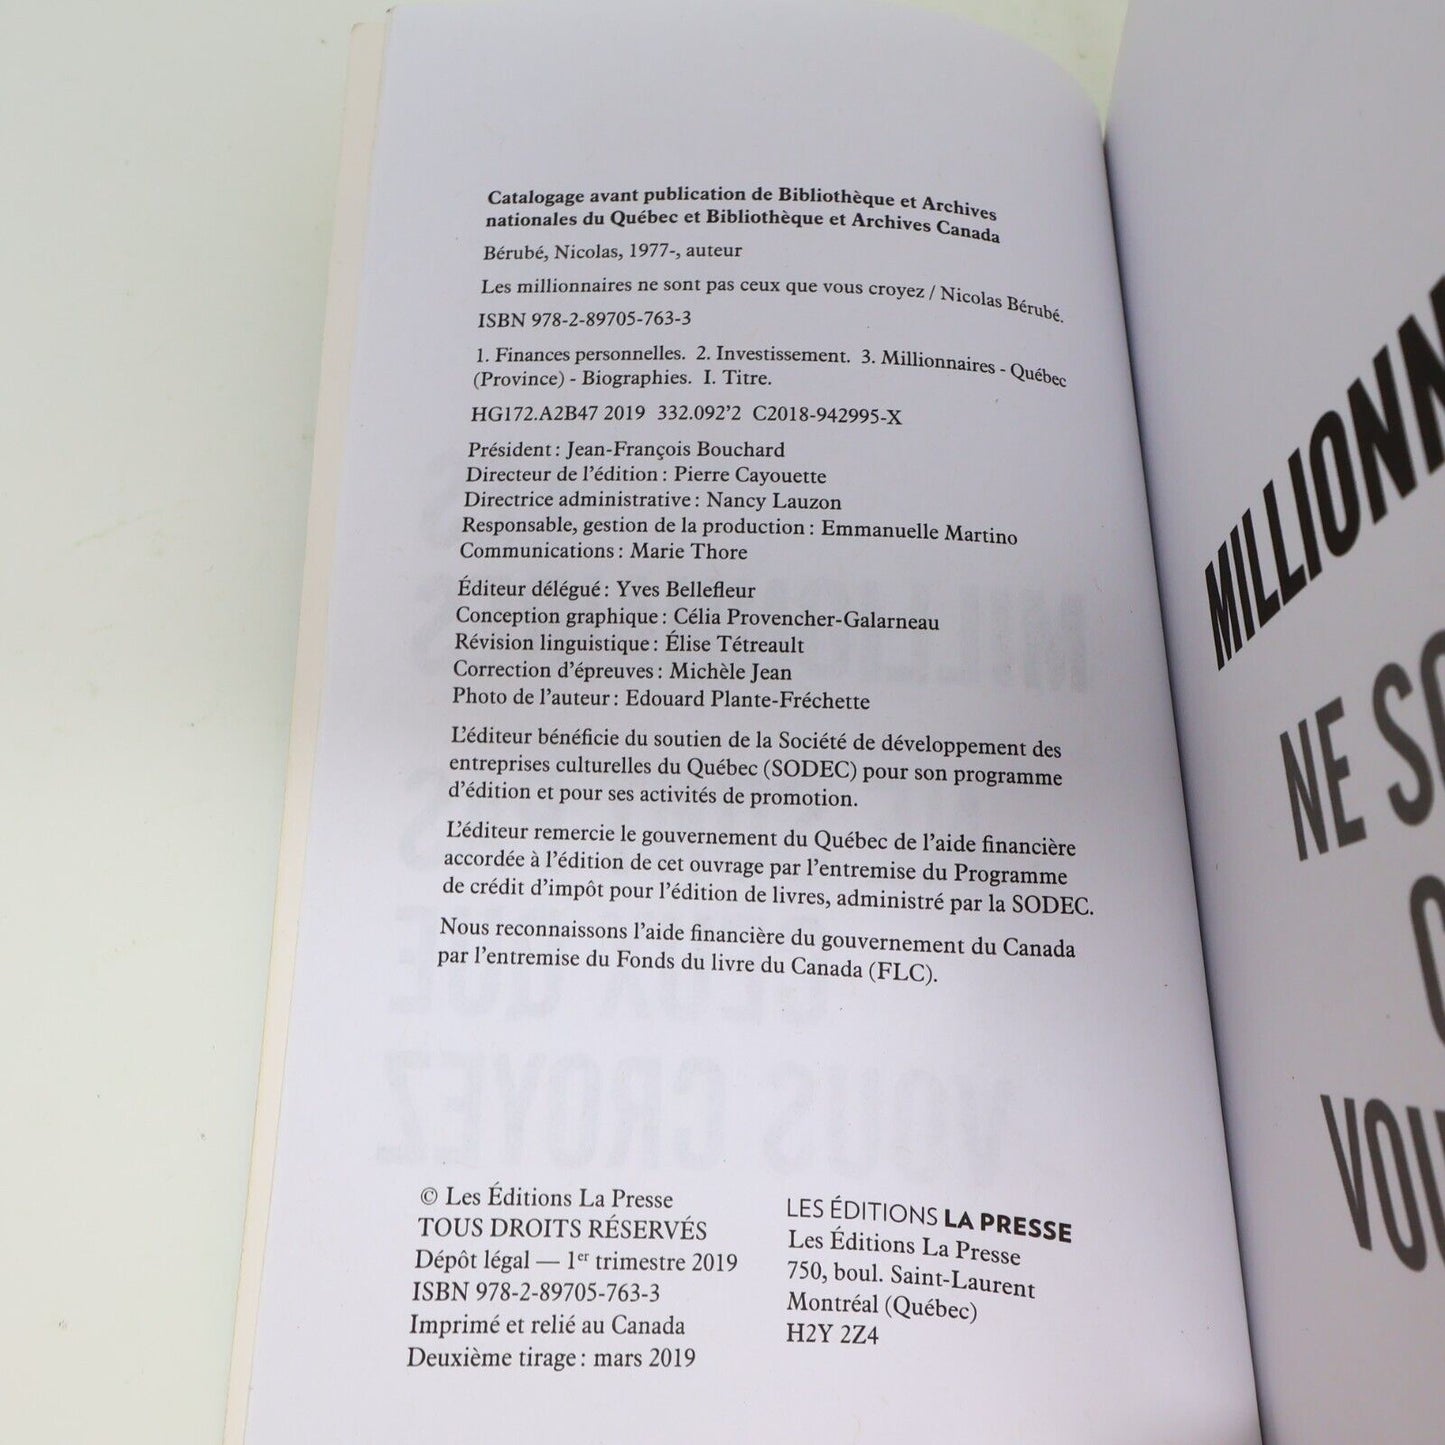 Catalogage avant publication de Bibliothèque et Archives
nationales du Québec et Bibliothèque et Archives Canada
Bérubé, Nicolas, 1977-, auteur
Les millionnaires ne sont pas ceux que vous croyez / Nicolas Bérubé.
ISBN 978-2-89705-763-3
1. Finances personnelles. 2. Investissement. 3. Millionnaires - Québec
(Province) - Biographies. I. Titre.
HG172.A2B47 2019 332.092'2 C2018-942995-X
Président : Jean-François Bouchard
Directeur de l'édition : Pierre Cayouette
Directrice administrative : Nancy Lauzon
Responsable, gestion de la production : Emmanuelle Martino
Communications : Marie Thore
Éditeur délégué : Yves Bellefleur
Conception graphique : Célia Provencher-Galarneau
Révision linguistique : Élise Tétreault
Correction d'épreuves : Michèle Jean
Photo de l'auteur : Edouard Plante-Fréchette
L'éditeur bénéficie du soutien de la Société de développement des
entreprises culturelles du Québec (SODEC) pour son programme
d'édition et pour ses activités de promotion.
L'éditeur remercie le gouvernement du Québec de l'aide financière
accordée à l'édition de cet ouvrage par l'entremise du Programme
de crédit d'impôt pour l'édition de livres, administré par la SODEC.
Nous reconnaissons l'aide financière du gouvernement du Canada
par l'entremise du Fonds du livre du Canada (FLC).
© Les Éditions La Presse
TOUS DROITS RÉSERVÉS
Dépôt légal — 1er trimestre 2019
ISBN 978-2-89705-763-3
Imprimé et relié au Canada
Deuxième tirage : mars 2019
LES ÉDITIONS LA PRESSE
Les Éditions La Presse
750, boul. Saint-Laurent
Montréal (Québec)
H2Y 2Z4
MILLIONN
NE SO
C
VOU